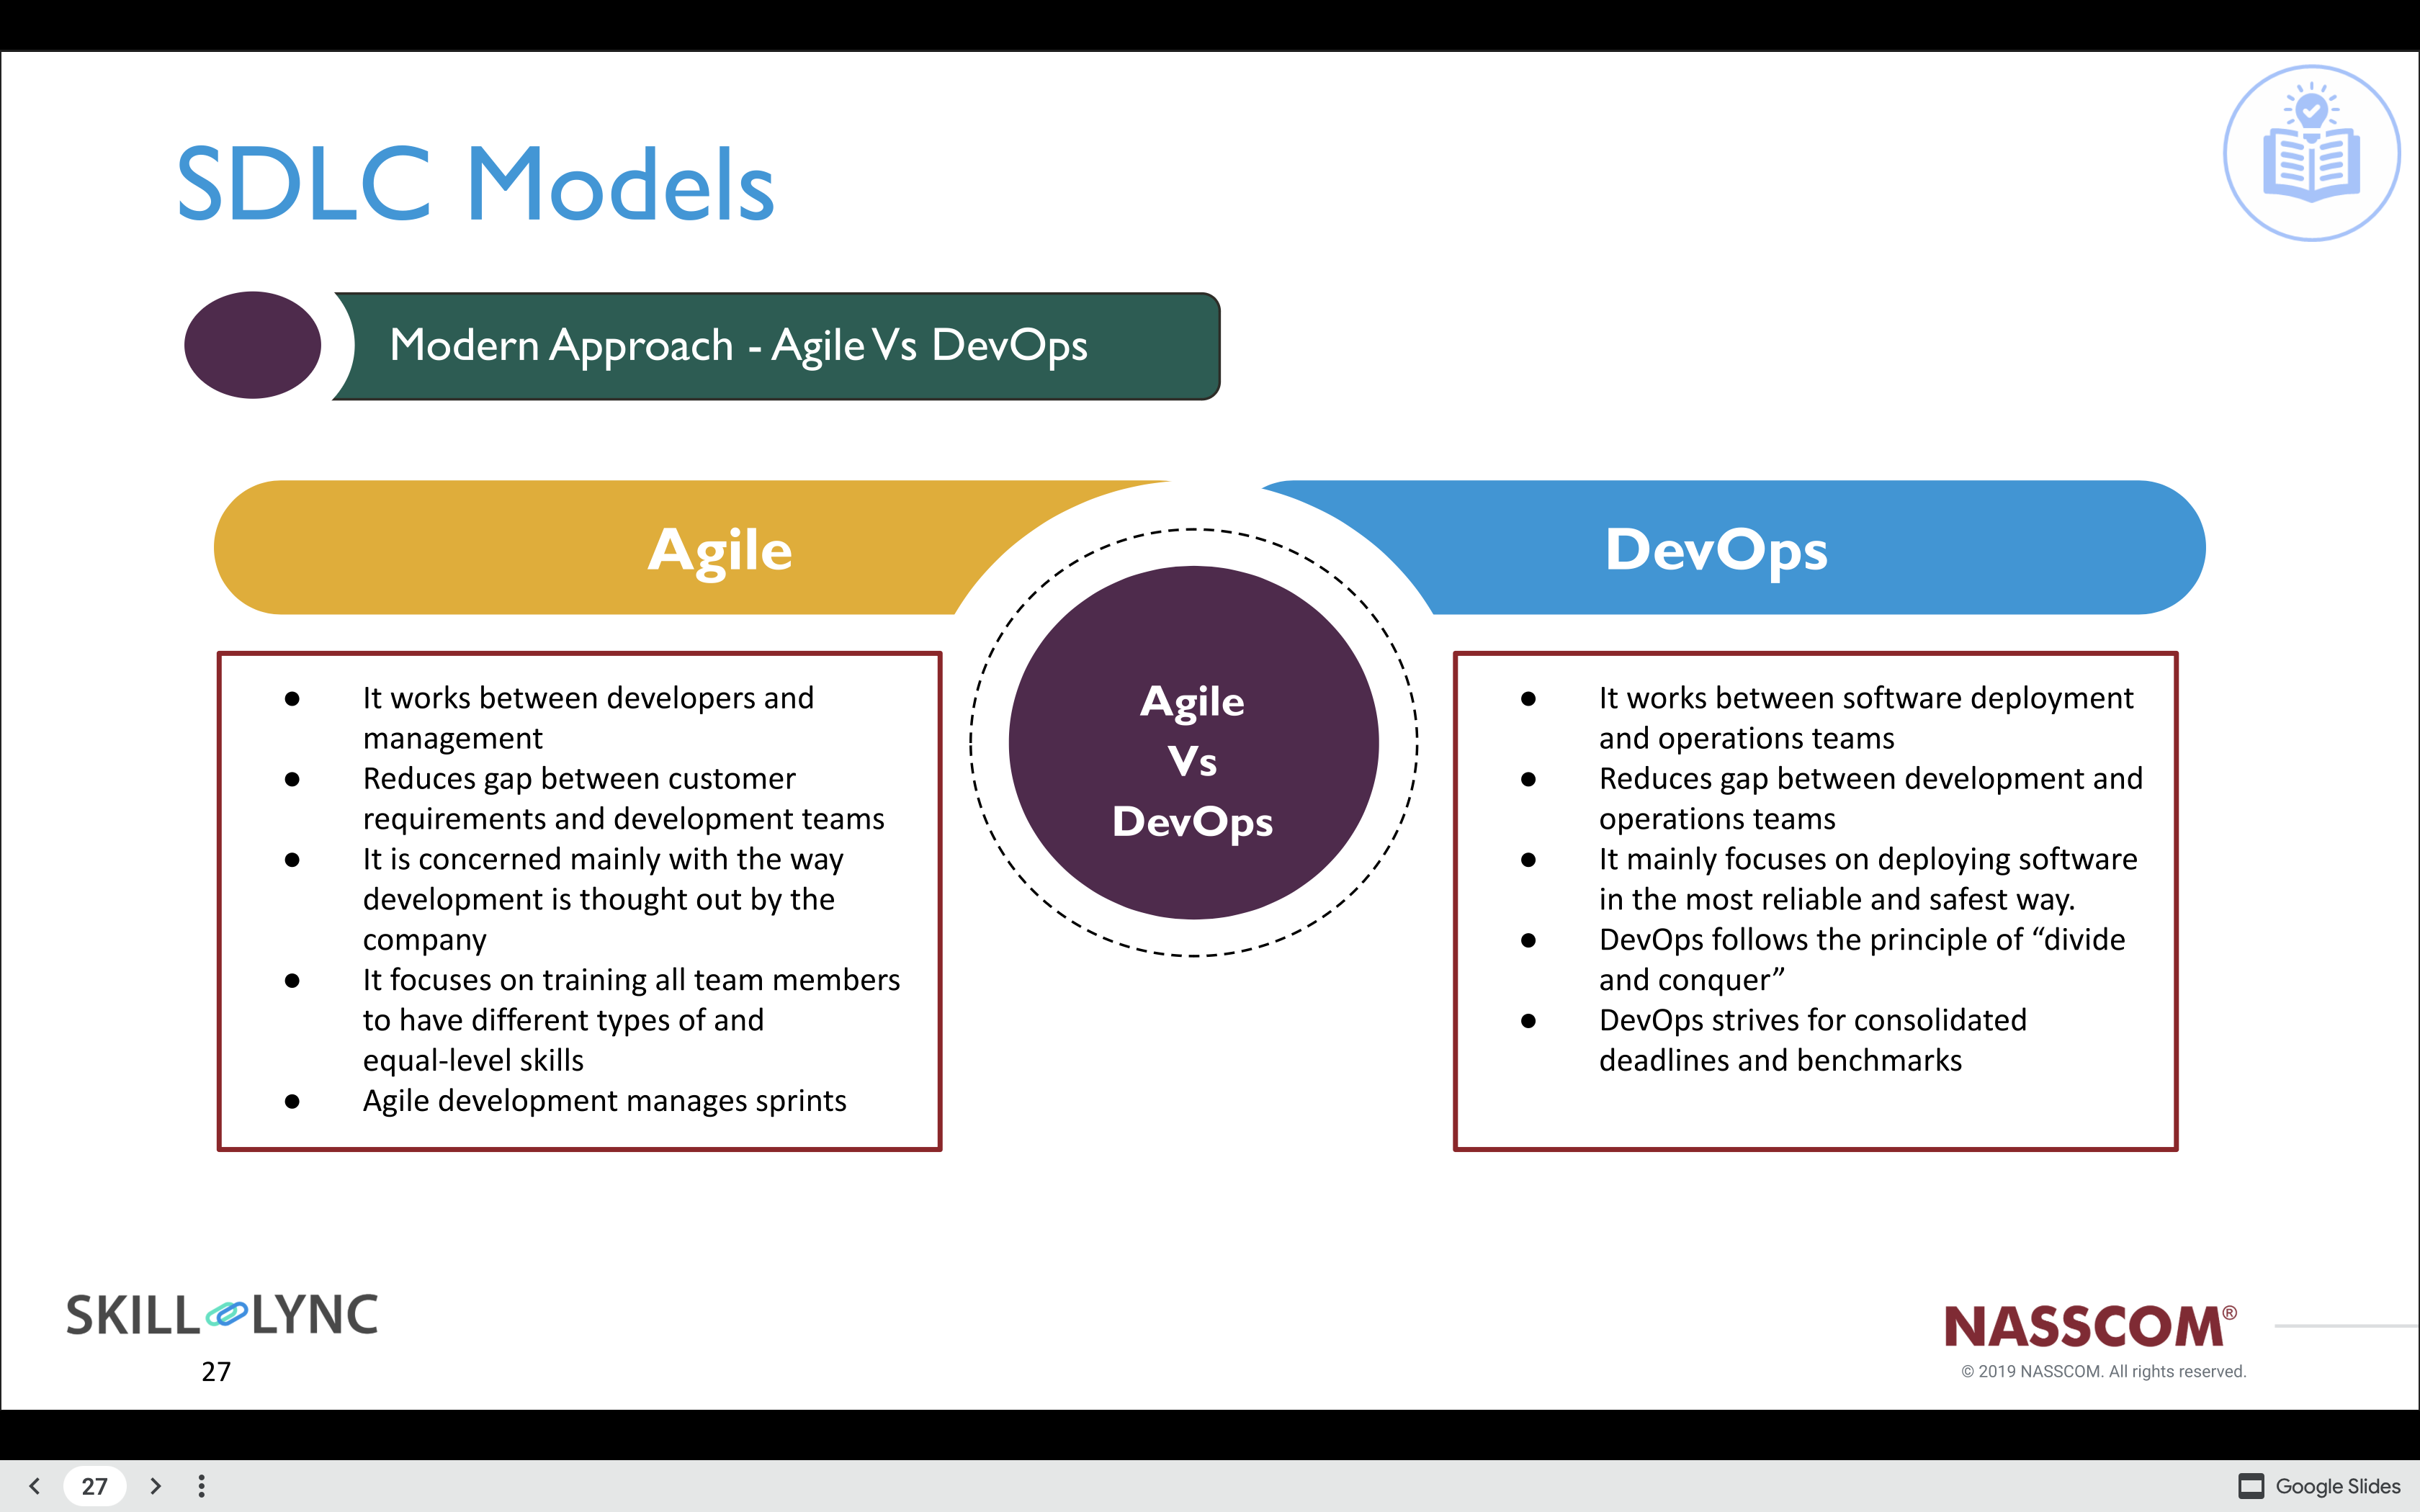 SDLC Models
Modern Approach - Agile Vs DevOps
Agile
DevOps
● It works between developers and
management
● Reduces gap between customer
requirements and development teams
● It is concerned mainly with the way
development is thought out by the
company
● It focuses on training all team members
to have different types of and
equal-level skills
● Agile development manages sprints
Agile
Vs
DevOps
● It works between software deployment
and operations teams
● Reduces gap between development and
operations teams
● It mainly focuses on deploying software
in the most reliable and safest way.
● DevOps follows the principle of “divide
and conquer”
● DevOps strives for consolidated
deadlines and benchmarks
SKILL LYNC
27
NASSCOM®
© 2019 NASSCOM. All rights reserved.
27
Google Slides